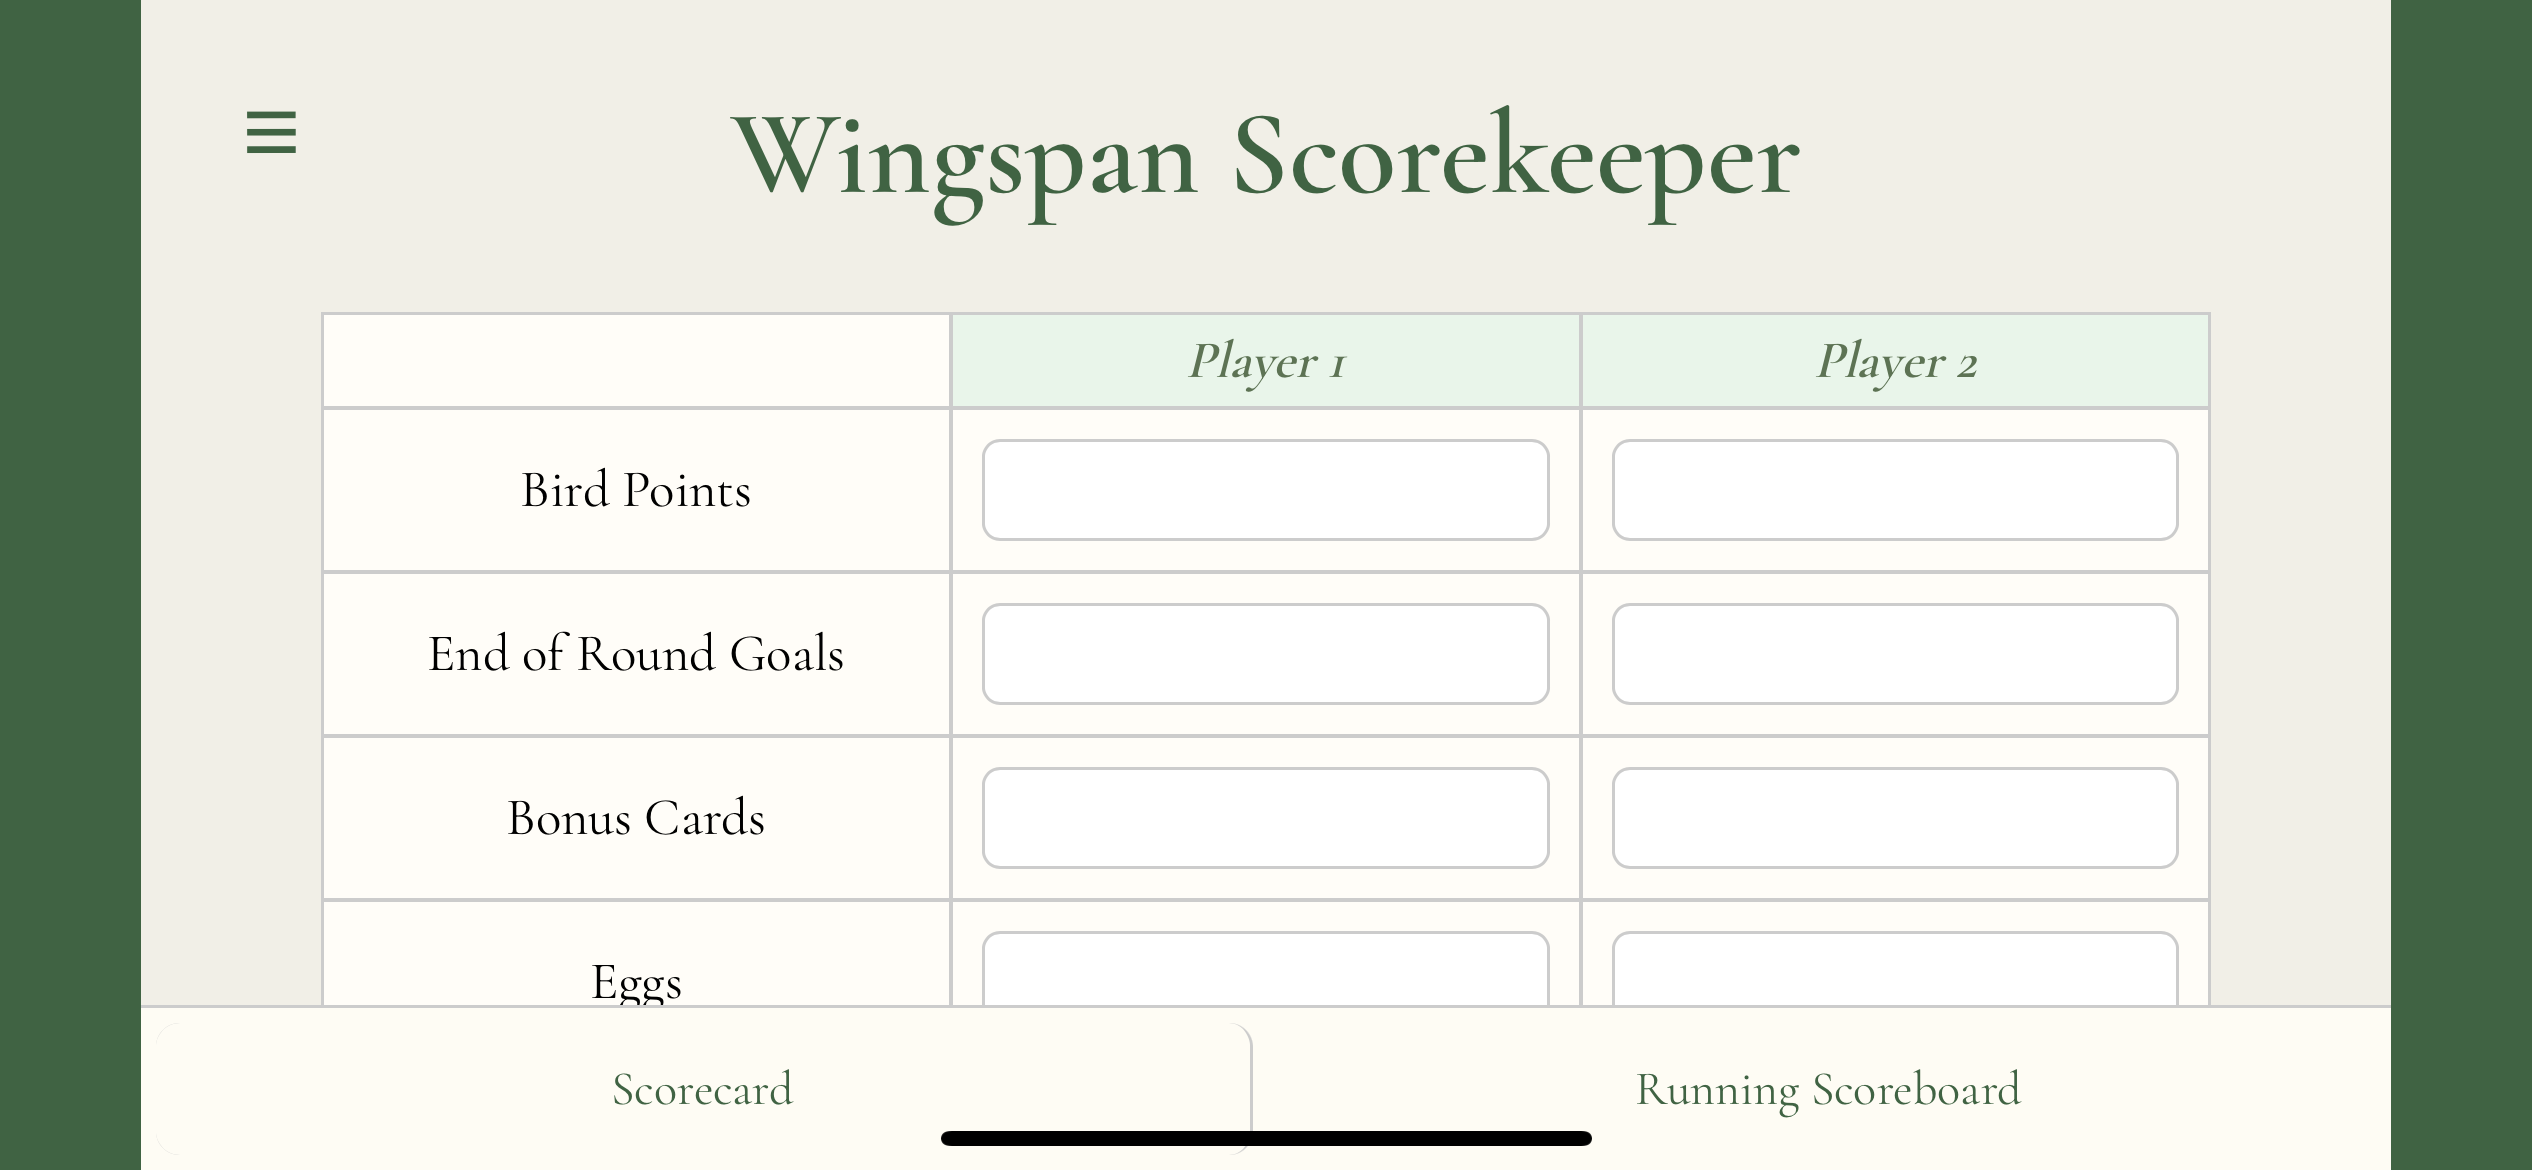 Wingspan Scorekeeper
Player 1
Player 2
Bird Points
End of Round Goals
Bonus Cards
Eggs
Scorecard
Running Scoreboard